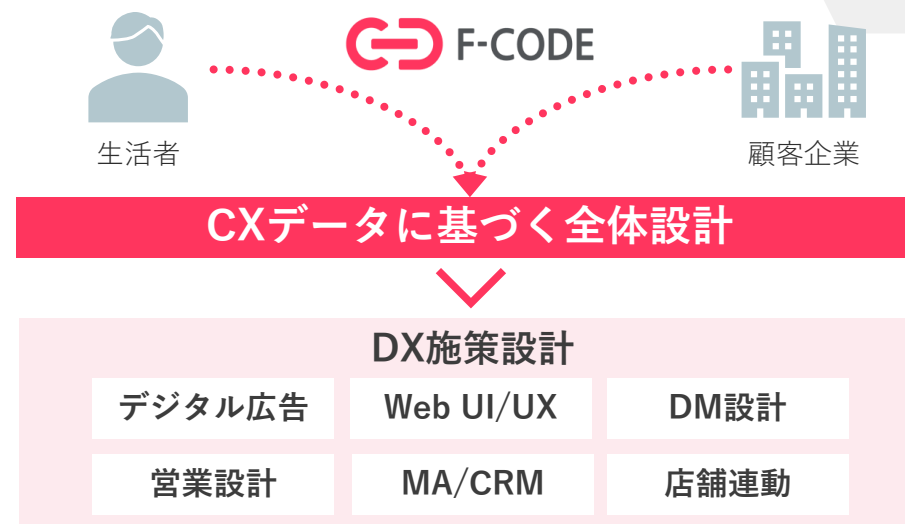 F-CODE
生活者
顧客企業
CXデータに基づく全体設計
DX施策設計
デジタル広告
Web UI/UX
DM設計
営業設計
MA/CRM
店舗連動